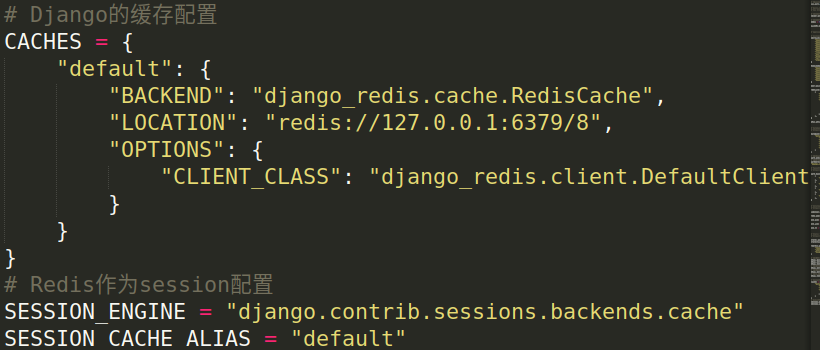 # Django的缓存配置
CACHES = {
    "default": {
        "BACKEND": "django_redis.cache.RedisCache",
        "LOCATION": "redis://127.0.0.1:6379/8",
        "OPTIONS": {
            "CLIENT_CLASS": "django_redis.client.DefaultClient
        }
    }
}
# Redis作为session配置
SESSION_ENGINE = "django.contrib.sessions.backends.cache"
SESSION_CACHE_ALIAS = "default"